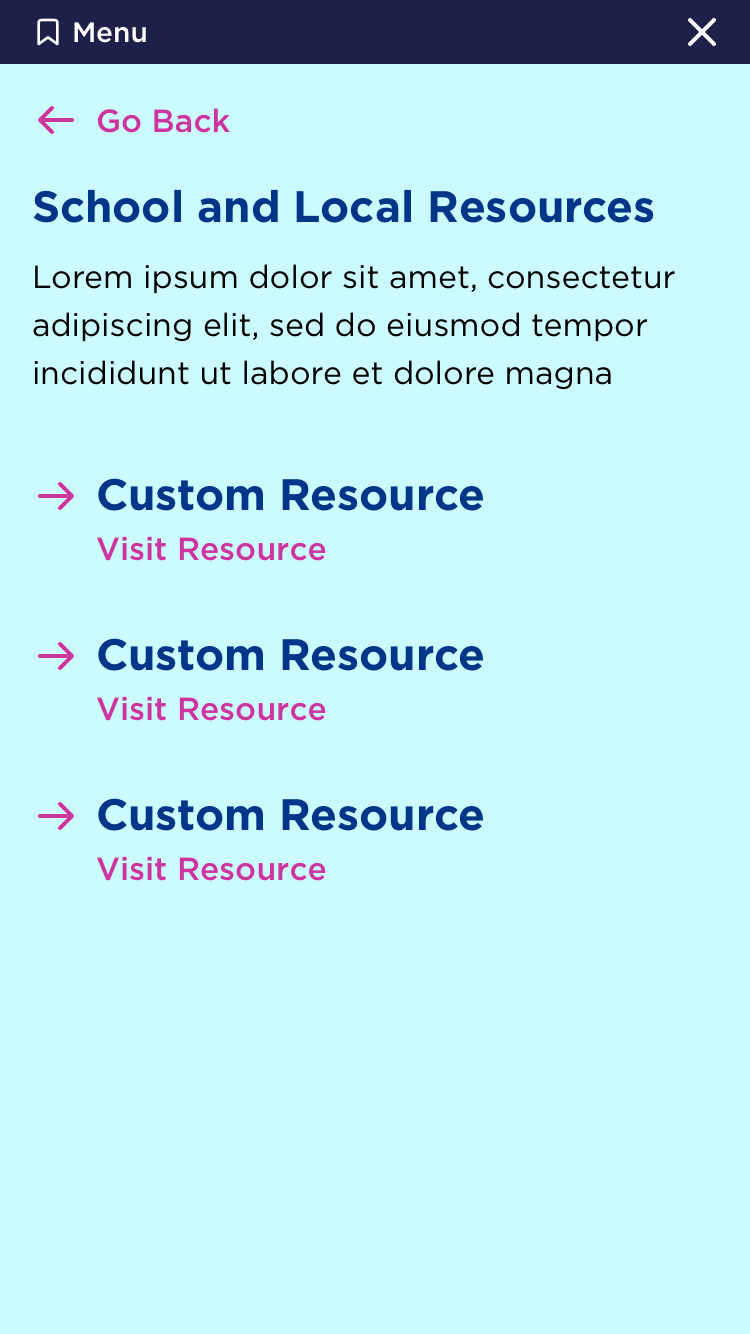 Menu
Go Back
School and Local Resources
Lorem ipsum dolor sit amet, consectetur
adipiscing elit, sed do eiusmod tempor
incididunt ut labore et dolore magna
Custom Resource
Visit Resource
Custom Resource
Visit Resource
Custom Resource
Visit Resource